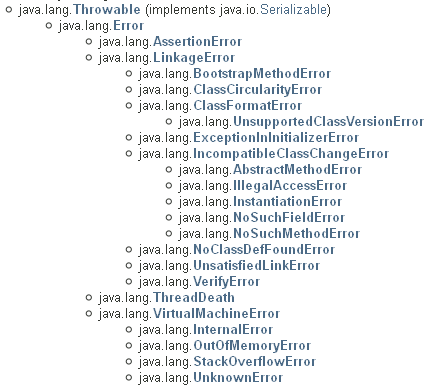 java.lang.Throwable (implements java.io.Serializable)
java.lang.Error
java.lang.AssertionError
java.lang.LinkageError
java.lang.BootstrapMethodError
java.lang.ClassCircularityError
java.lang.ClassFormatError
java.lang.UnsupportedClassVersionError
java.lang.ExceptionInInitializerError
java.lang.IncompatibleClassChangeError
java.lang.AbstractMethodError
java.lang.IllegalAccessError
java.lang.InstantiationError
java.lang.NoSuchFieldError
java.lang.NoSuchMethodError
java.lang.NoClassDefFoundError
java.lang.UnsatisfiedLinkError
java.lang.VerifyError
java.lang.ThreadDeath
java.lang.VirtualMachineError
java.lang.InternalError
java.lang.OutOfMemoryError
java.lang.StackOverflowError
java.lang.UnknownError